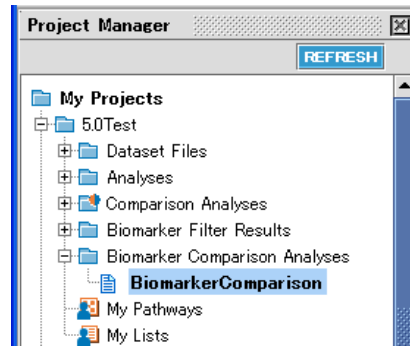 Project Manager
REFRESH
My Projects
5.0Test
Dataset Files
Analyses
Comparison Analyses
Biomarker Filter Results
Biomarker Comparison Analyses
BiomarkerComparison
My Pathways
My Lists